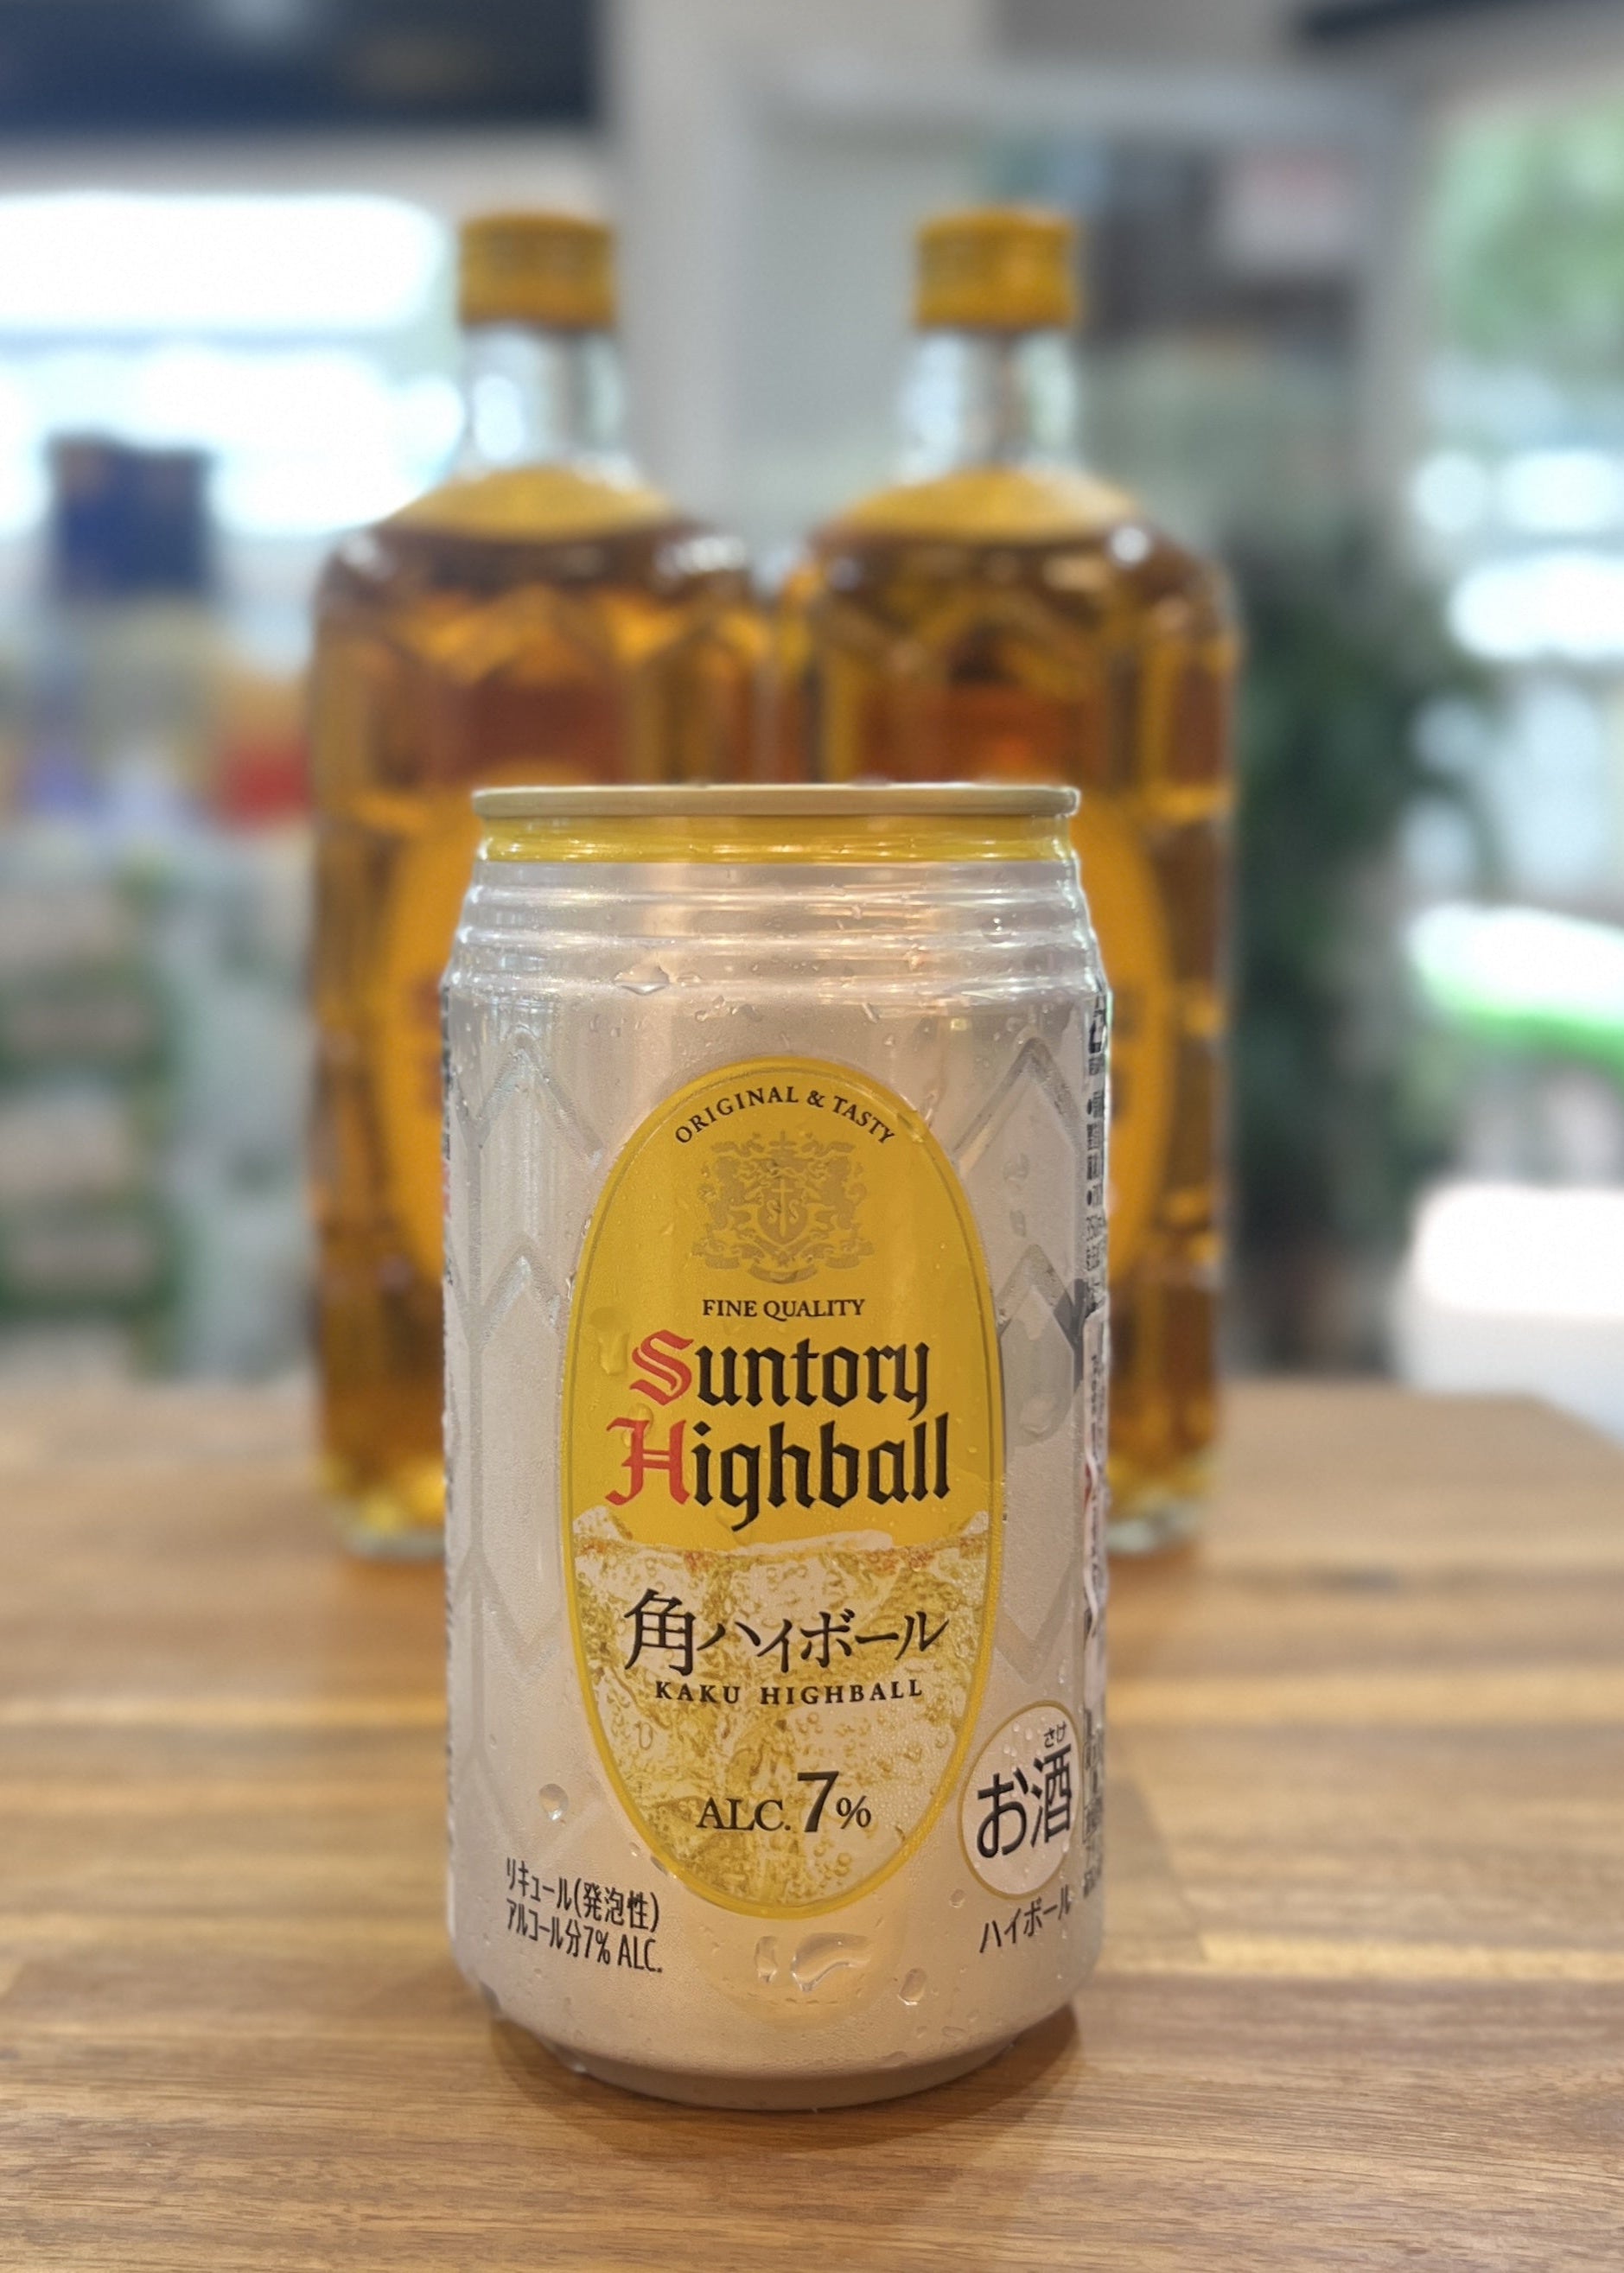 ORIGINAL & TASTY
SS
FINE QUALITY
Suntory
Highball
角ハイボール
KAKU HIGHBALL
ALC.7%
さけ
お酒
ハイボール
リキュール(発泡性)
アルコール分7% ALC.